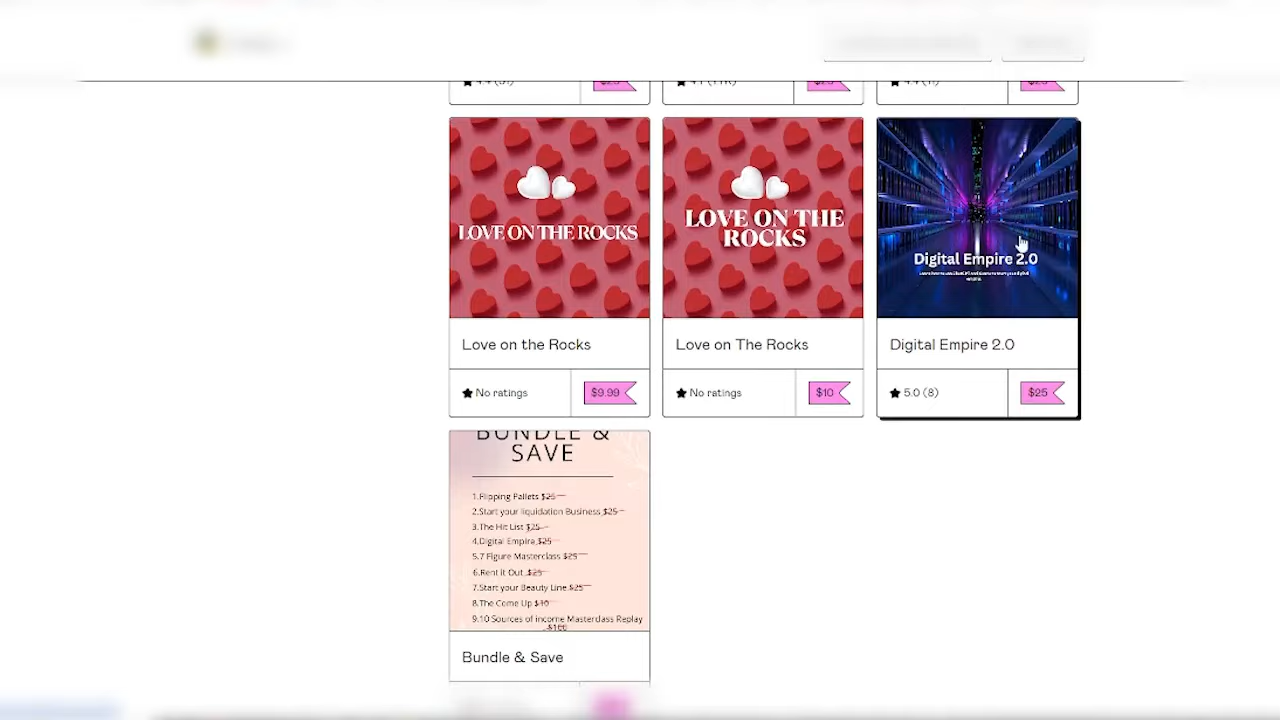 $25
$25
$25
LOVE ON THE ROCKS
LOVE ON THE
ROCKS
Digital Empire 2.0
Love on the Rocks
Love on The Rocks
Digital Empire 2.0
No ratings
$9.99
No ratings
$10
5.0 (8)
$25
BUNDLE &
SAVE
1.Flipping Pallets $25
2.Start your liquidation Business $25
3.The Hit List $25
4.Digital Empire $25
5.7 Figure Masterclass $25
6.Rent it Out $25
7.Start your Beauty Line $25
8.The Come Up $10
9.10 Sources of income Masterclass Replay
$100
Bundle & Save